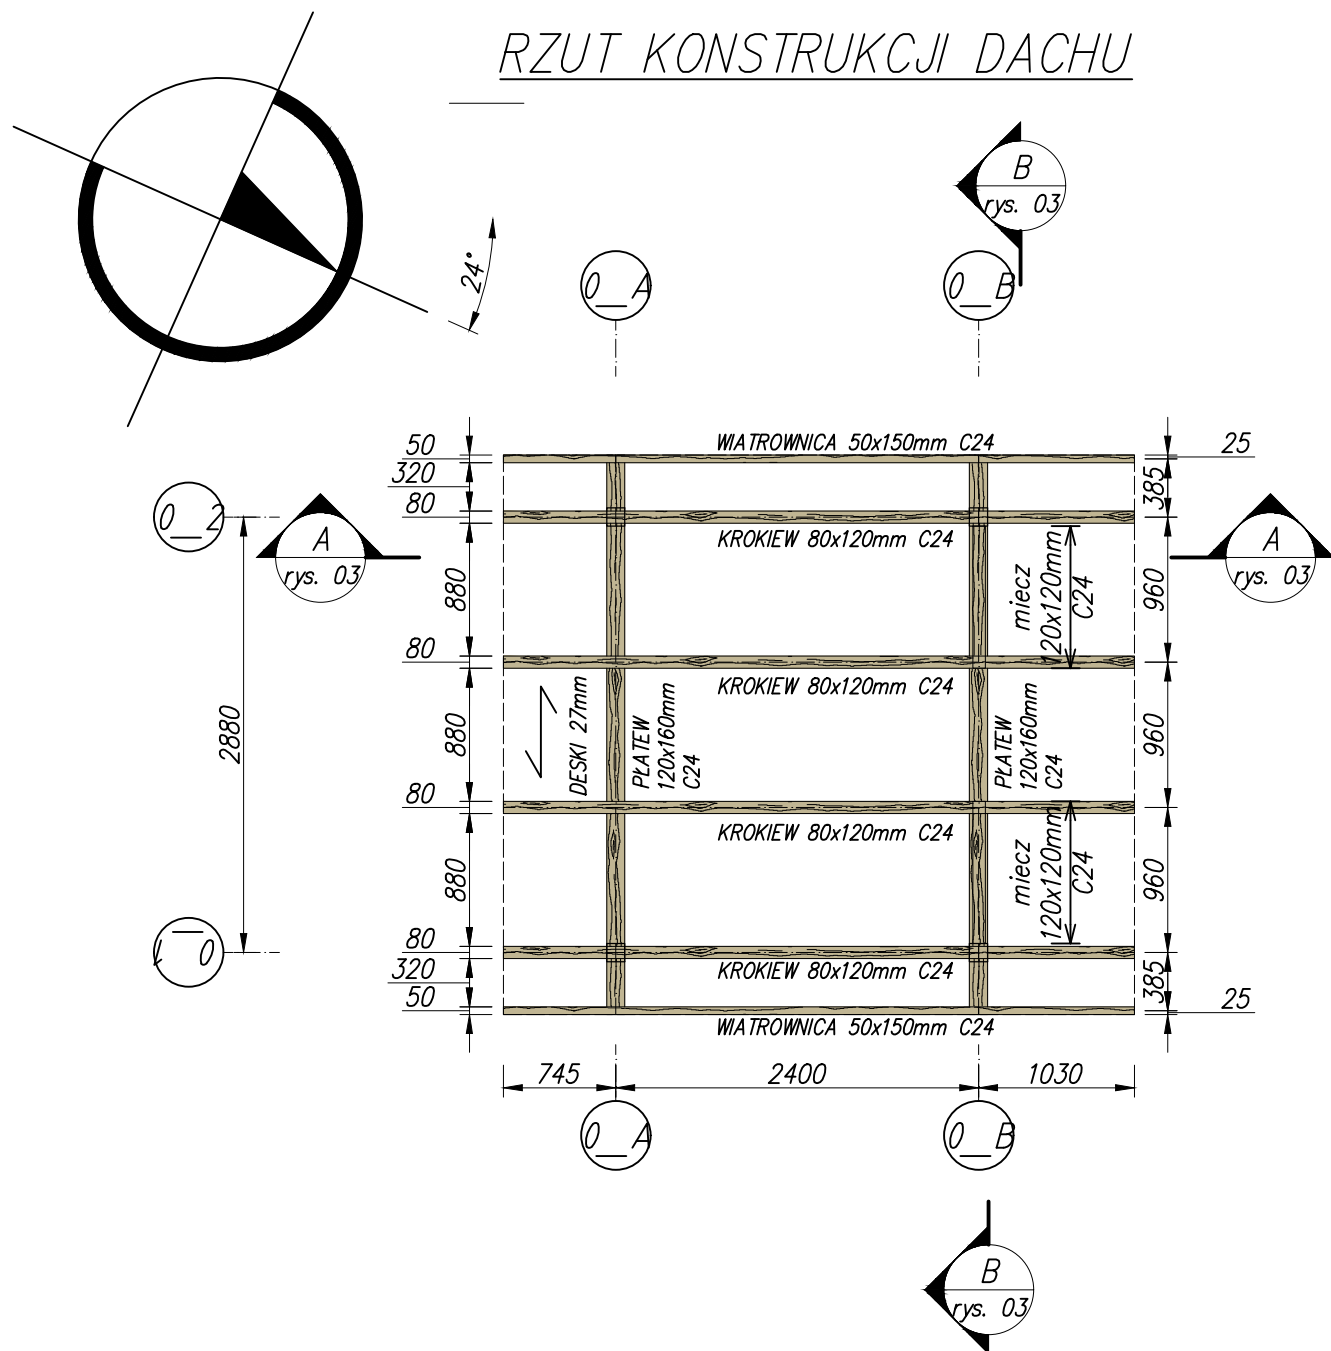 RZUT KONSTRUKCJI DACHU
B
rys. 03
24°
0_A
0_B
WIATROWNICA 50x150mm C24
50
320
80
25
385
0_2
A
rys. 03
A
rys. 03
KROKIEW 80x120mm C24
880
miecz
120x120mm
C24
960
80
KROKIEW 80x120mm C24
2880
880
DESKI 27mm
PŁATEW
120x160mm
C24
PŁATEW
120x160mm
C24
960
80
KROKIEW 80x120mm C24
880
miecz
120x120mm
C24
960
80
0
KROKIEW 80x120mm C24
320
50
385
25
WIATROWNICA 50x150mm C24
745
2400
1030
0_A
0_B
B
rys. 03